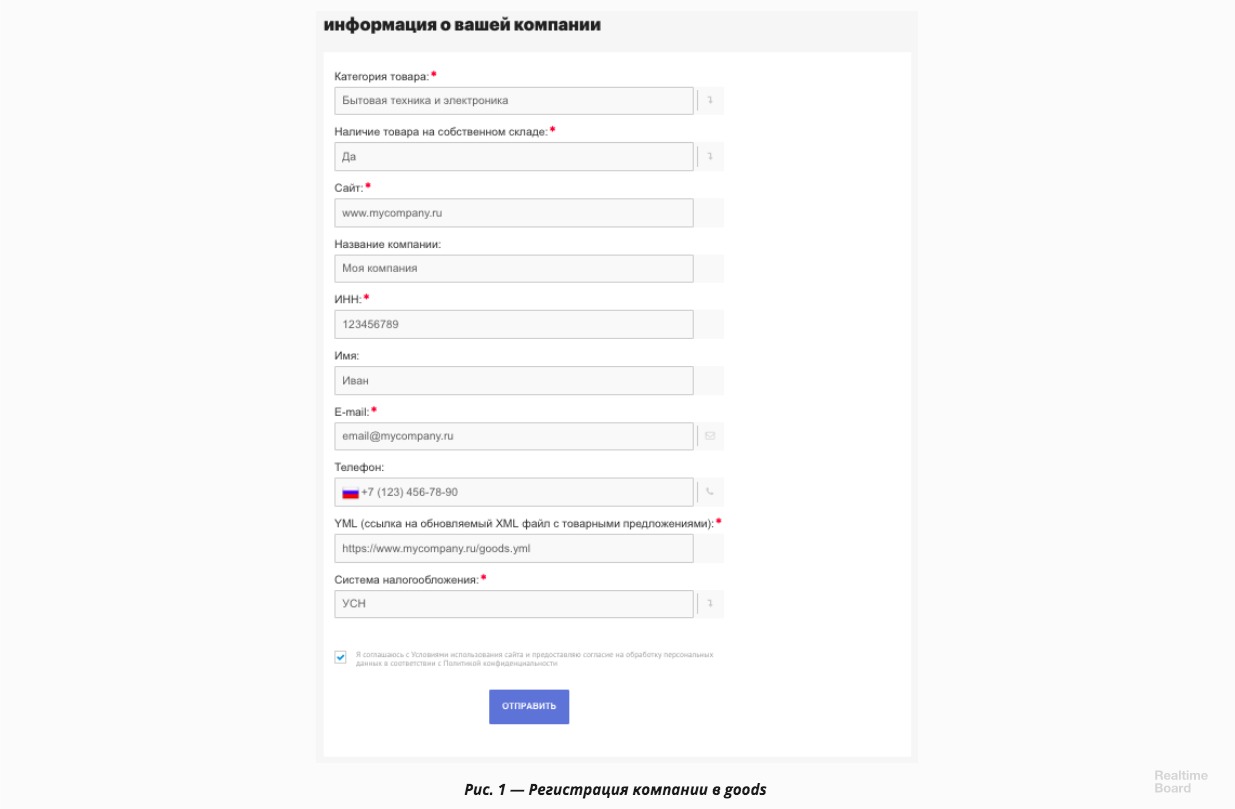 информация о вашей компании
Категория товара:*
Бытовая техника и электроника
Наличие товара на собственном складе:*
Да
Сайт:*
www.mycompany.ru
Название компании:
Моя компания
ИНН:*
123456789
Имя:
Иван
E-mail:*
email@mycompany.ru
Телефон:
+7 (123) 456-78-90
YML (ссылка на обновляемый XML файл с товарными предложениями):*
https://www.mycompany.ru/goods.yml
Система налогообложения:*
УСН
Я соглашаюсь с Условиями использования сайта и предоставляю согласие на обработку персональных
данных в соответствии с Политикой конфиденциальности
ОТПРАВИТЬ
Рис. 1 — Регистрация компании в goods
Realtime
Board